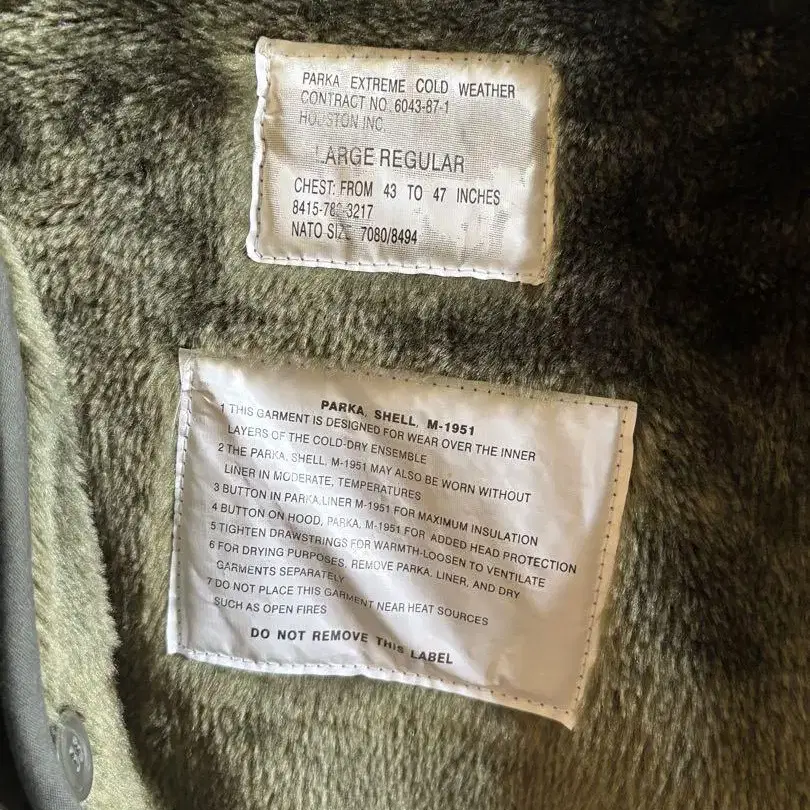 PARKA EXTREME COLD WEATHER
CONTRACT NO. 6043-87-1
HOUSTON INC
LARGE REGULAR
CHEST: FROM 43 TO 47 INCHES
3217
NATO SIZE 7080/8494
PARKA, SHELL, M-1951
1 THIS GARMENT IS DESIGNED FOR WEAR OVER THE INNER
LAYERS OF THE COLD-DRY ENSEMBLE
2 THE PARKA, SHELL, M-1951 MAY ALSO BE WORN WITHOUT
LINER IN MODERATE, TEMPERATURES
3 BUTTON IN PARKA,LINER M-1951 FOR MAXIMUM INSULATION
4 BUTTON ON HOOD, PARKA, M-1951 FOR ADDED HEAD PROTECTION
5 TIGHTEN DRAWSTRINGS FOR WARMTH-LOOSEN TO VENTILATE
6 FOR DRYING PURPOSES, REMOVE PARKA, LINER, AND DRY
GARMENTS SEPARATELY
7 DO NOT PLACE THIS GARMENT NEAR HEAT SOURCES
SUCH AS OPEN FIRES
DO NOT REMOVE THIS LABEL